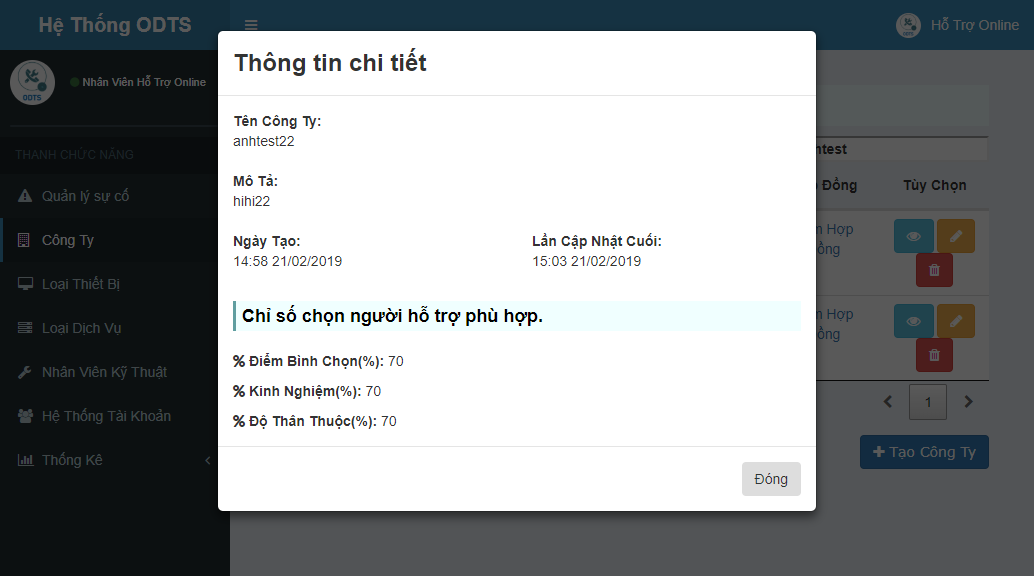 Hệ Thống ODTS
Hỗ Trợ Online
ODTS
Nhân Viên Hỗ Trợ Online
THANH CHỨC NĂNG
Quản lý sự cố
Công Ty
Loại Thiết Bị
Loại Dịch Vụ
Nhân Viên Kỹ Thuật
Hệ Thống Tài Khoản
Thống Kê
Thông tin chi tiết
Tên Công Ty:
anhtest22
Mô Tả:
hihi22
Ngày Tạo: Lần Cập Nhật Cuối:
14:58 21/02/2019 15:03 21/02/2019
Chỉ số chọn người hỗ trợ phù hợp.
% Điểm Bình Chọn(%): 70
% Kinh Nghiệm(%): 70
% Độ Thân Thuộc(%): 70
Đóng
ntest
Đồng Tùy Chọn
Hợp
ồng
Hợp
ồng
1
Tạo Công Ty